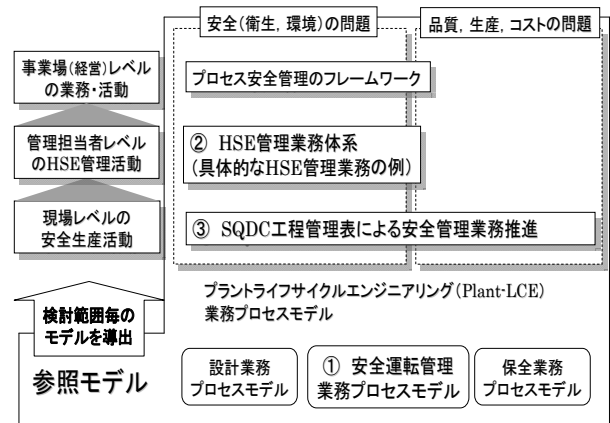 安全(衛生, 環境)の問題
品質, 生産, コストの問題
事業場(経営)レベル
の業務・活動
プロセス安全管理のフレームワーク
管理担当者レベル
のHSE管理活動
② HSE管理業務体系
(具体的なHSE管理業務の例)
現場レベルの
安全生産活動
③ SQDC工程管理表による安全管理業務推進
プラントライフサイクルエンジニアリング(Plant-LCE)
業務プロセスモデル
検討範囲毎の
モデルを導出
参照モデル
設計業務
プロセスモデル
① 安全運転管理
業務プロセスモデル
保全業務
プロセスモデル